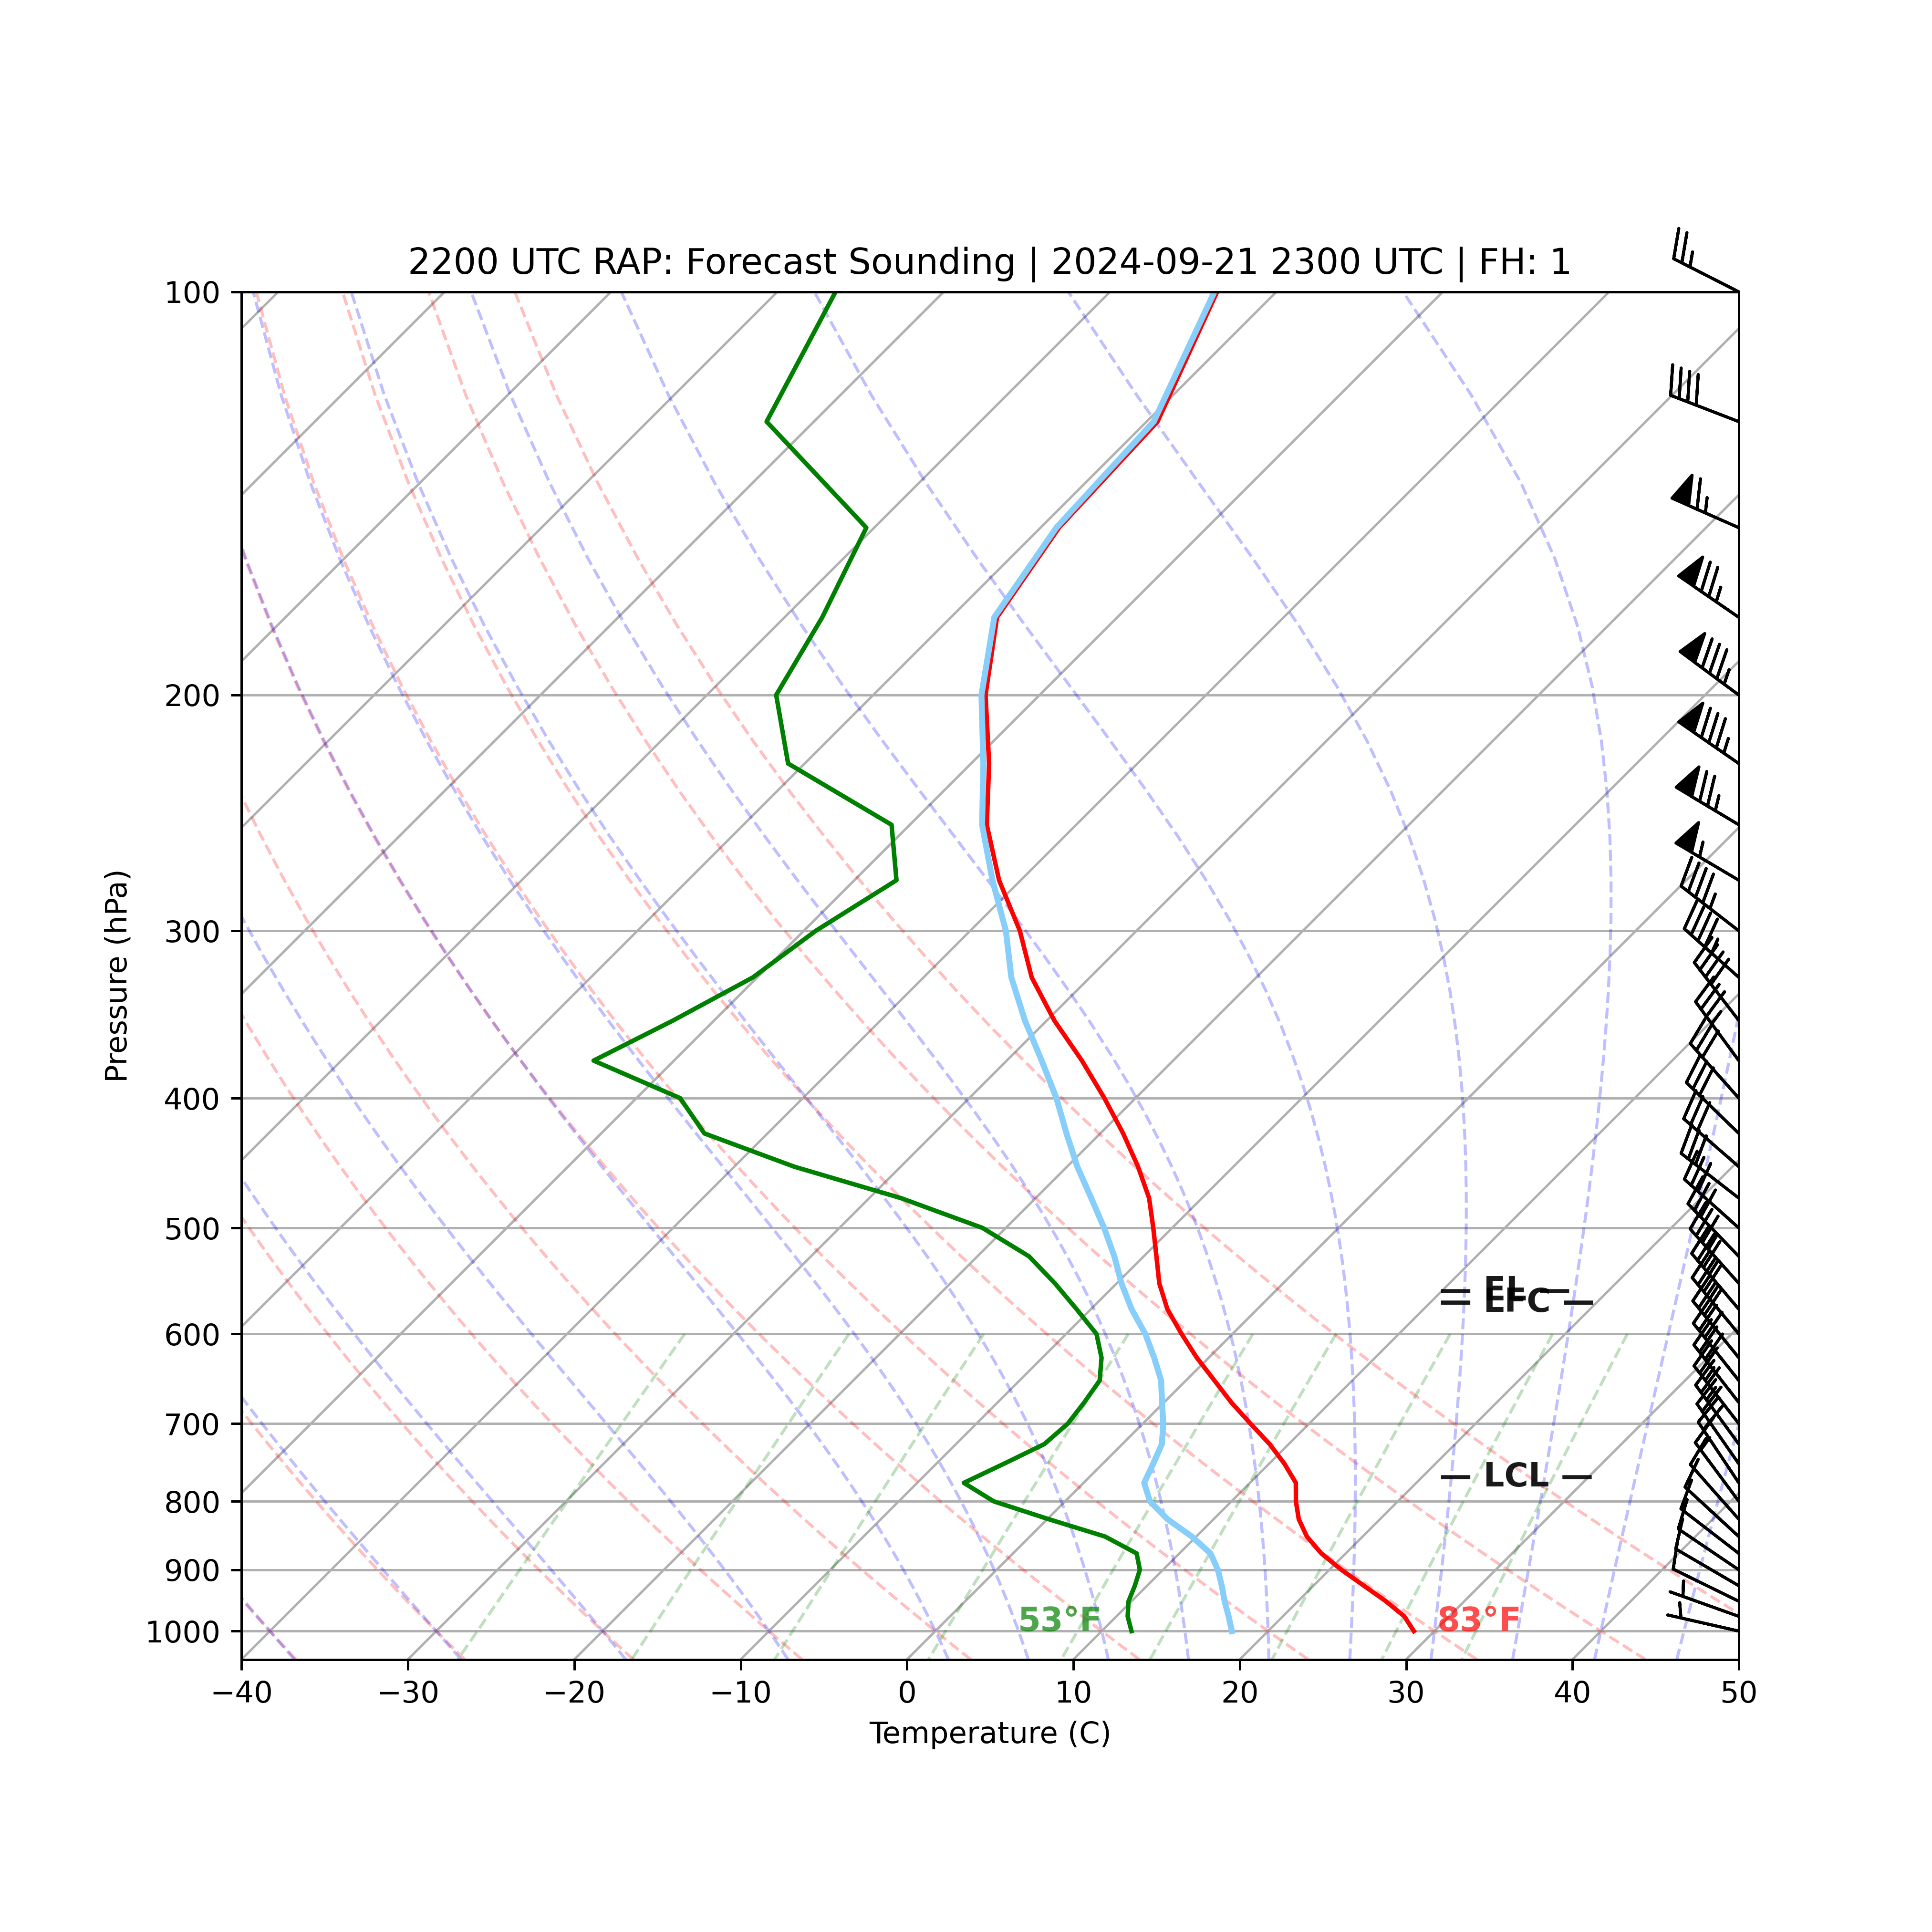 2200 UTC RAP: Forecast Sounding | 2024-09-21 2300 UTC | FH: 1
100
200
300
400
500
600
700
800
900
1000
Pressure (hPa)
— EL —
— LFC —
— LCL —
53°F
83°F
−40 −30 −20 −10 0 10 20 30 40 50
Temperature (C)